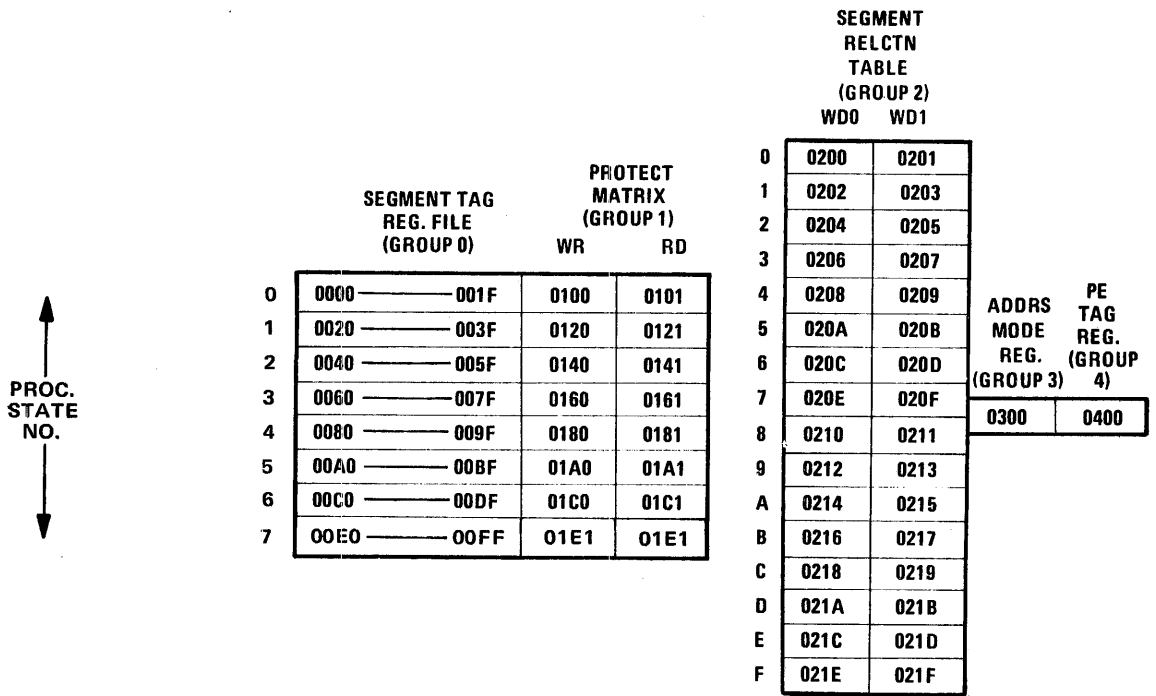 SEGMENT
RELCTN
TABLE
(GROUP 2)
WD0 WD1
PROTECT
MATRIX
(GROUP 1)
WR RD
SEGMENT TAG
REG. FILE
(GROUP 0)
ADDRS
MODE
REG.
(GROUP 3)
PE
TAG
REG.
(GROUP
4)
PROC.
STATE
NO.
0 0000 001F 0100 0101
1 0020 003F 0120 0121
2 0040 005F 0140 0141
3 0060 007F 0160 0161
4 0080 009F 0180 0181
5 00A0 00BF 01A0 01A1
6 00C0 00DF 01C0 01C1
7 00E0 00FF 01E1 01E1
0 0200 0201
1 0202 0203
2 0204 0205
3 0206 0207
4 0208 0209
5 020A 020B
6 020C 020D
7 020E 020F
8 0210 0211
9 0212 0213
A 0214 0215
B 0216 0217
C 0218 0219
D 021A 021B
E 021C 021D
F 021E 021F
0300 0400